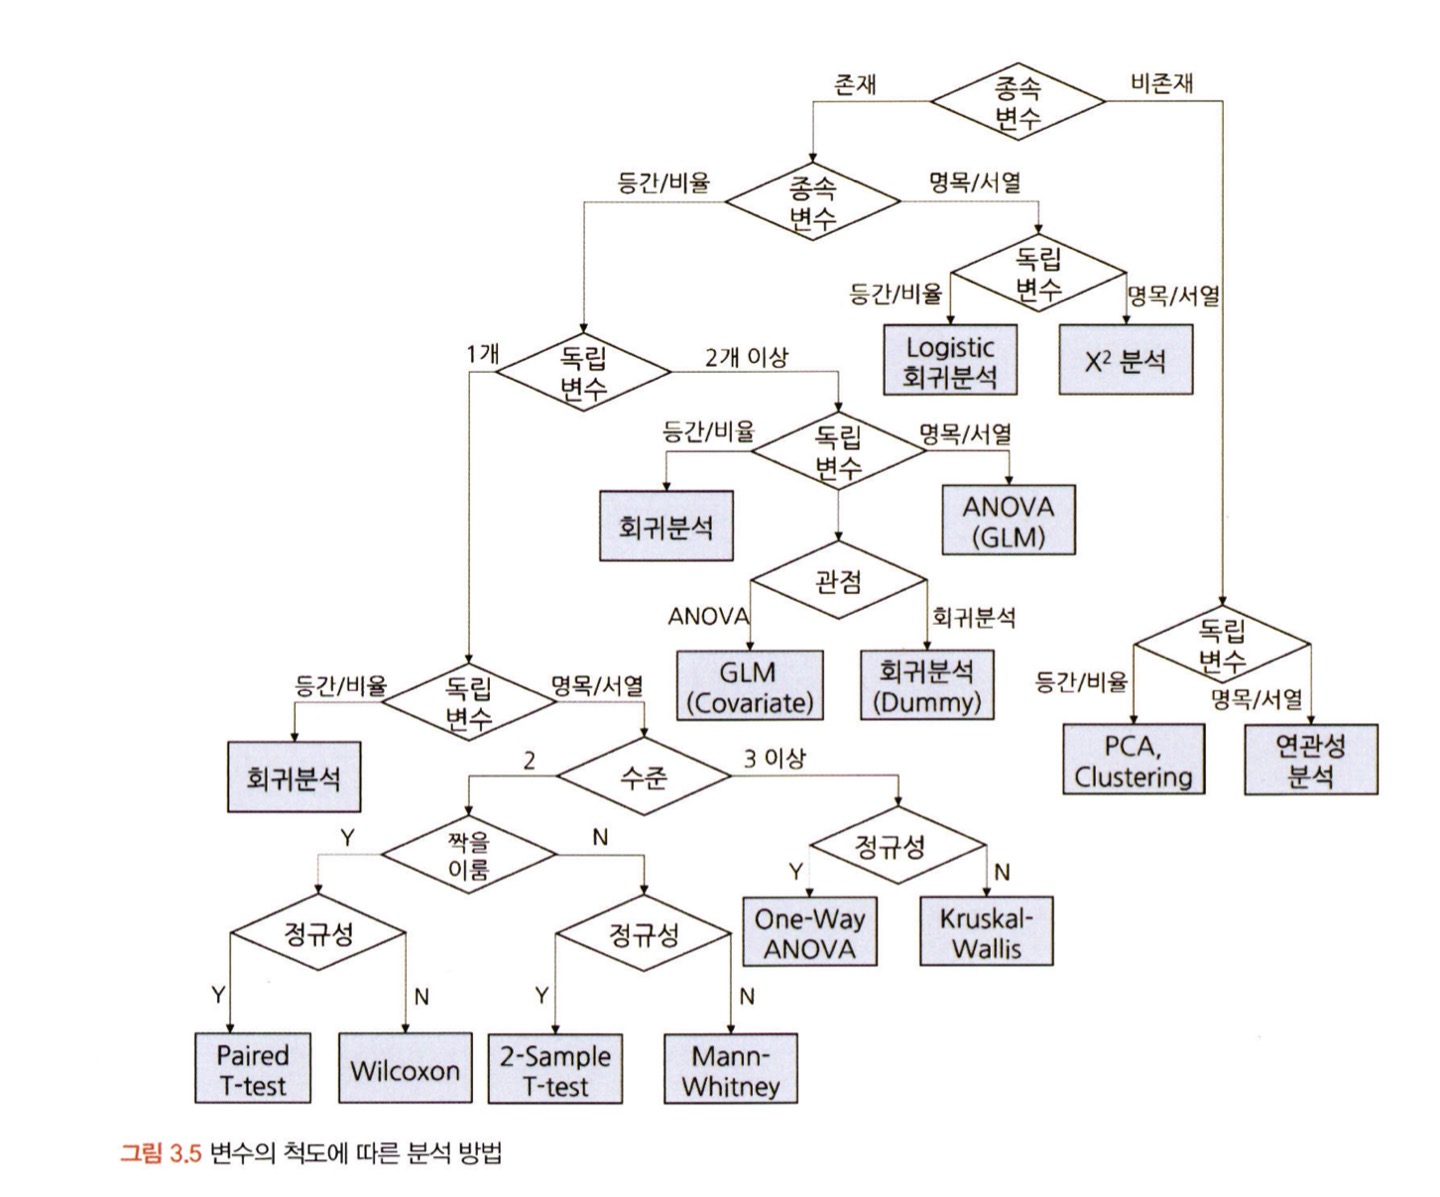 존재
종속
변수
비존재
등간/비율
종속
변수
명목/서열
독립
변수
등간/비율
명목/서열
Logistic
회귀분석
X² 분석
1개
독립
변수
2개 이상
등간/비율
독립
변수
명목/서열
회귀분석
ANOVA
(GLM)
관점
ANOVA
회귀분석
GLM
(Covariate)
회귀분석
(Dummy)
독립
변수
등간/비율
명목/서열
PCA,
Clustering
연관성
분석
등간/비율
독립
변수
명목/서열
회귀분석
2
수준
3 이상
Y
짝을
이룸
N
정규성
Y
N
One-Way
ANOVA
Kruskal-
Wallis
정규성
Y
N
정규성
Y
N
Paired
T-test
Wilcoxon
2-Sample
T-test
Mann-
Whitney
그림 3.5 변수의 척도에 따른 분석 방법